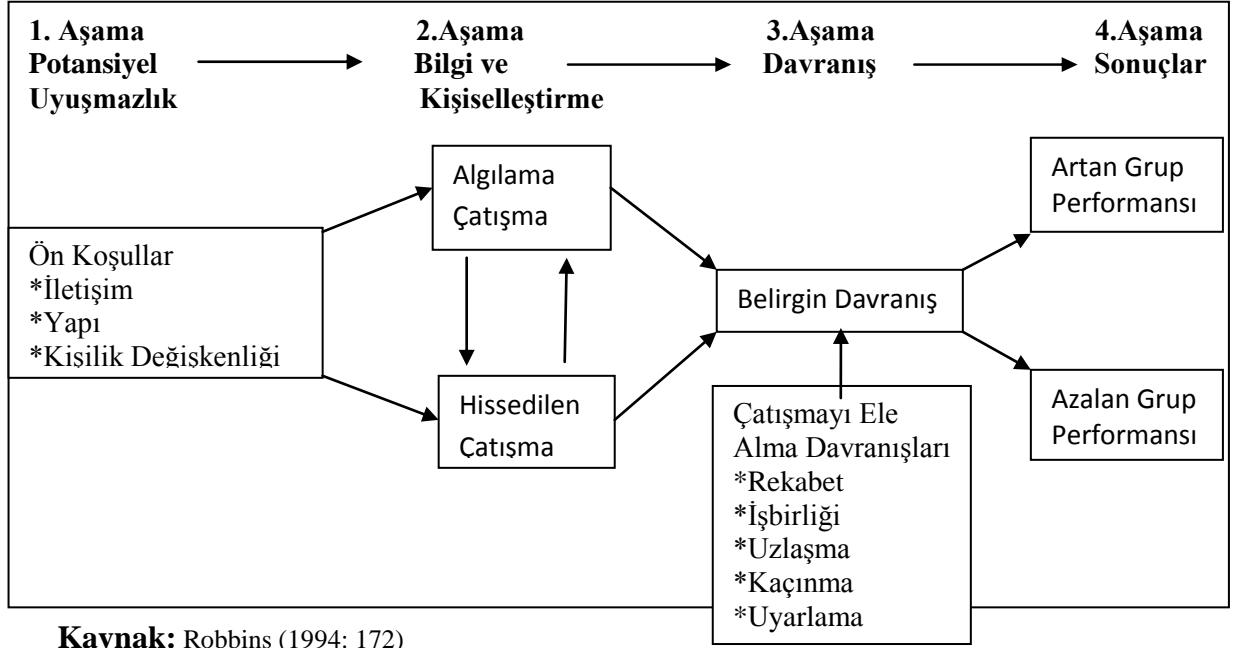 1. Aşama
Potansiyel
Uyuşmazlık
2.Aşama
Bilgi ve
Kişiselleştirme
3.Aşama
Davranış
4.Aşama
Sonuçlar
Ön Koşullar
*İletişim
*Yapı
*Kişilik Değişkenliği
Algılama
Çatışma
Hissedilen
Çatışma
Belirgin Davranış
Çatışmayı Ele
Alma Davranışları
*Rekabet
*İşbirliği
*Uzlaşma
*Kaçınma
*Uyarlama
Artan Grup
Performansı
Azalan Grup
Performansı
Kaynak: Robbins (1994: 172)